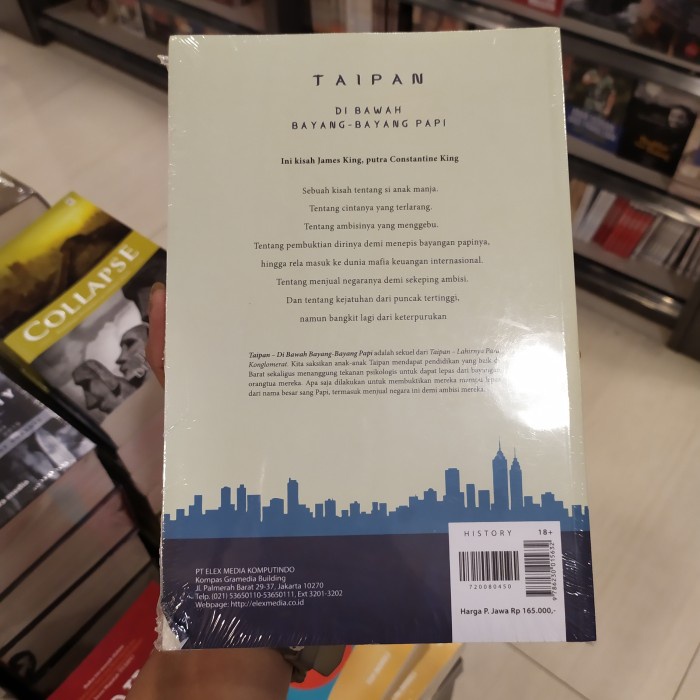 TAIPAN
DI BAWAH
BAYANG-BAYANG PAPI
Ini kisah James King, putra Constantine King
Sebuah kisah tentang si anak manja.
Tentang cintanya yang terlarang.
Tentang ambisinya yang menggebu.
Tentang pembuktian dirinya demi menepis bayangan papinya,
hingga rela masuk ke dunia mafia keuangan internasional.
Tentang menjual negaranya demi sekeping ambisi.
Dan tentang kejatuhan dari puncak tertinggi,
namun bangkit lagi dari keterpurukan
Taipan – Di Bawah Bayang-Bayang Papi adalah sekuel dari Taipan – Lahirnya Para
Konglomerat. Kita saksikan anak-anak Taipan mendapat pendidikan yang baik di
Barat sekaligus menanggung tekanan psikologis untuk dapat lepas dari bayangan
orangtua mereka. Apa saja dilakukan untuk membuktikan mereka mampu lepas
dari nama besar sang Papi, termasuk menjual negara ini demi ambisi mereka.
PT ELEX MEDIA KOMPUTINDO
Kompas Gramedia Building
Jl. Palmerah Barat 29-37, Jakarta 10270
Telp. (021) 53650110-53650111, Ext 3201-3202
Webpage: http://elexmedia.co.id
HISTORY 18+
720080450
9786230015632
Harga P. Jawa Rp 165.000,-
COLLAPSE